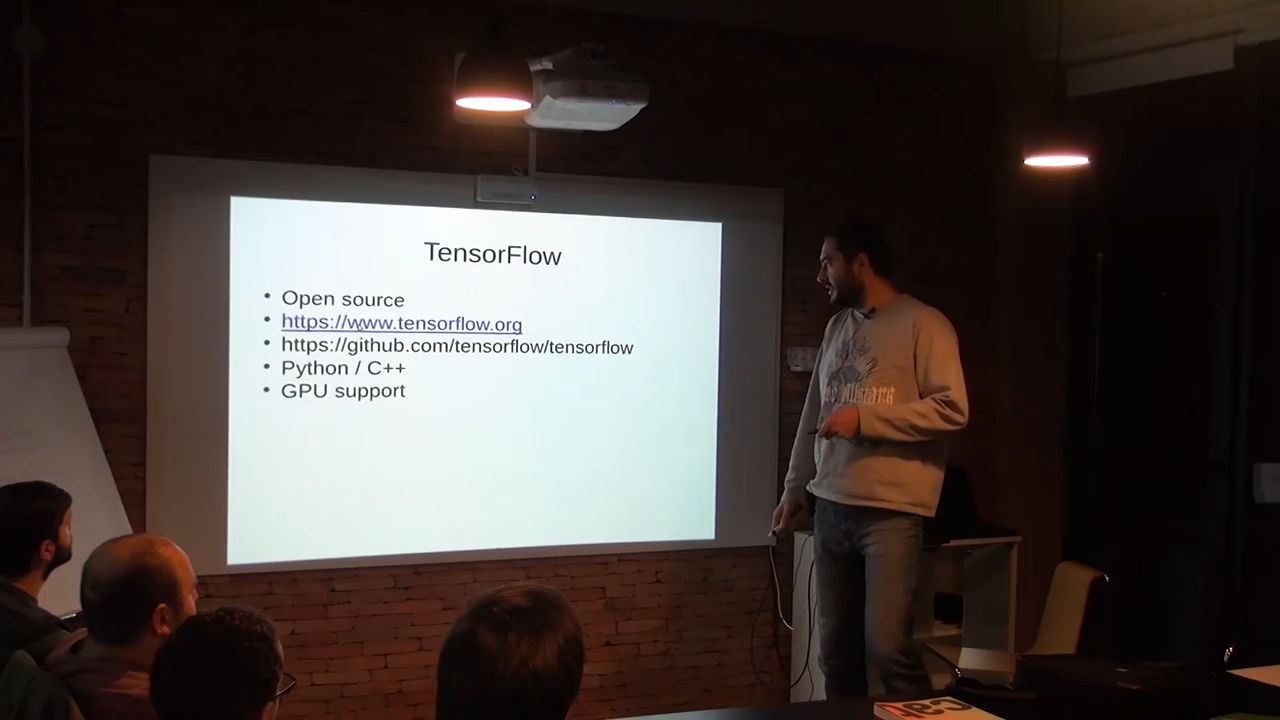 TensorFlow
• Open source
• https://www.tensorflow.org
• https://github.com/tensorflow/tensorflow
• Python / C++
• GPU support